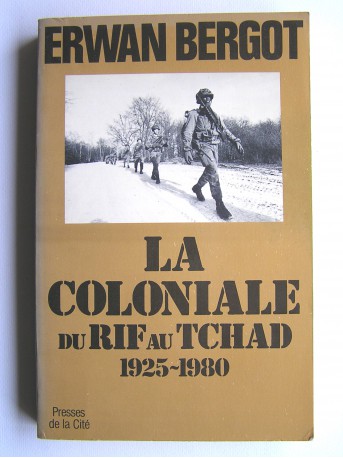 ERWAN BERGOT
LA
COLONIALE
DU RIF AU TCHAD
1925~1980
Presses
de la Cité